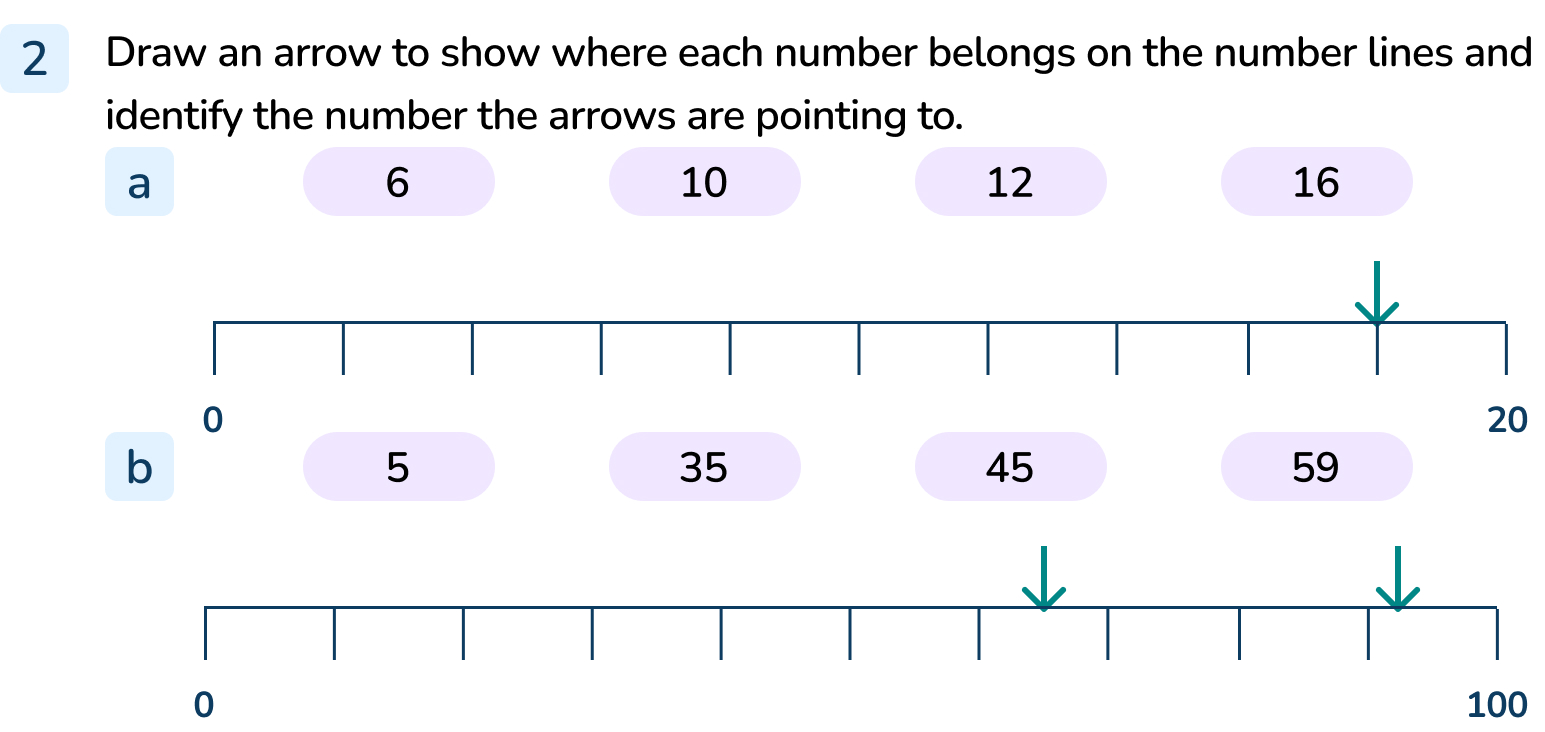 2 Draw an arrow to show where each number belongs on the number lines and
identify the number the arrows are pointing to.
a 6 10 12 16
0 20
b 5 35 45 59
0 100